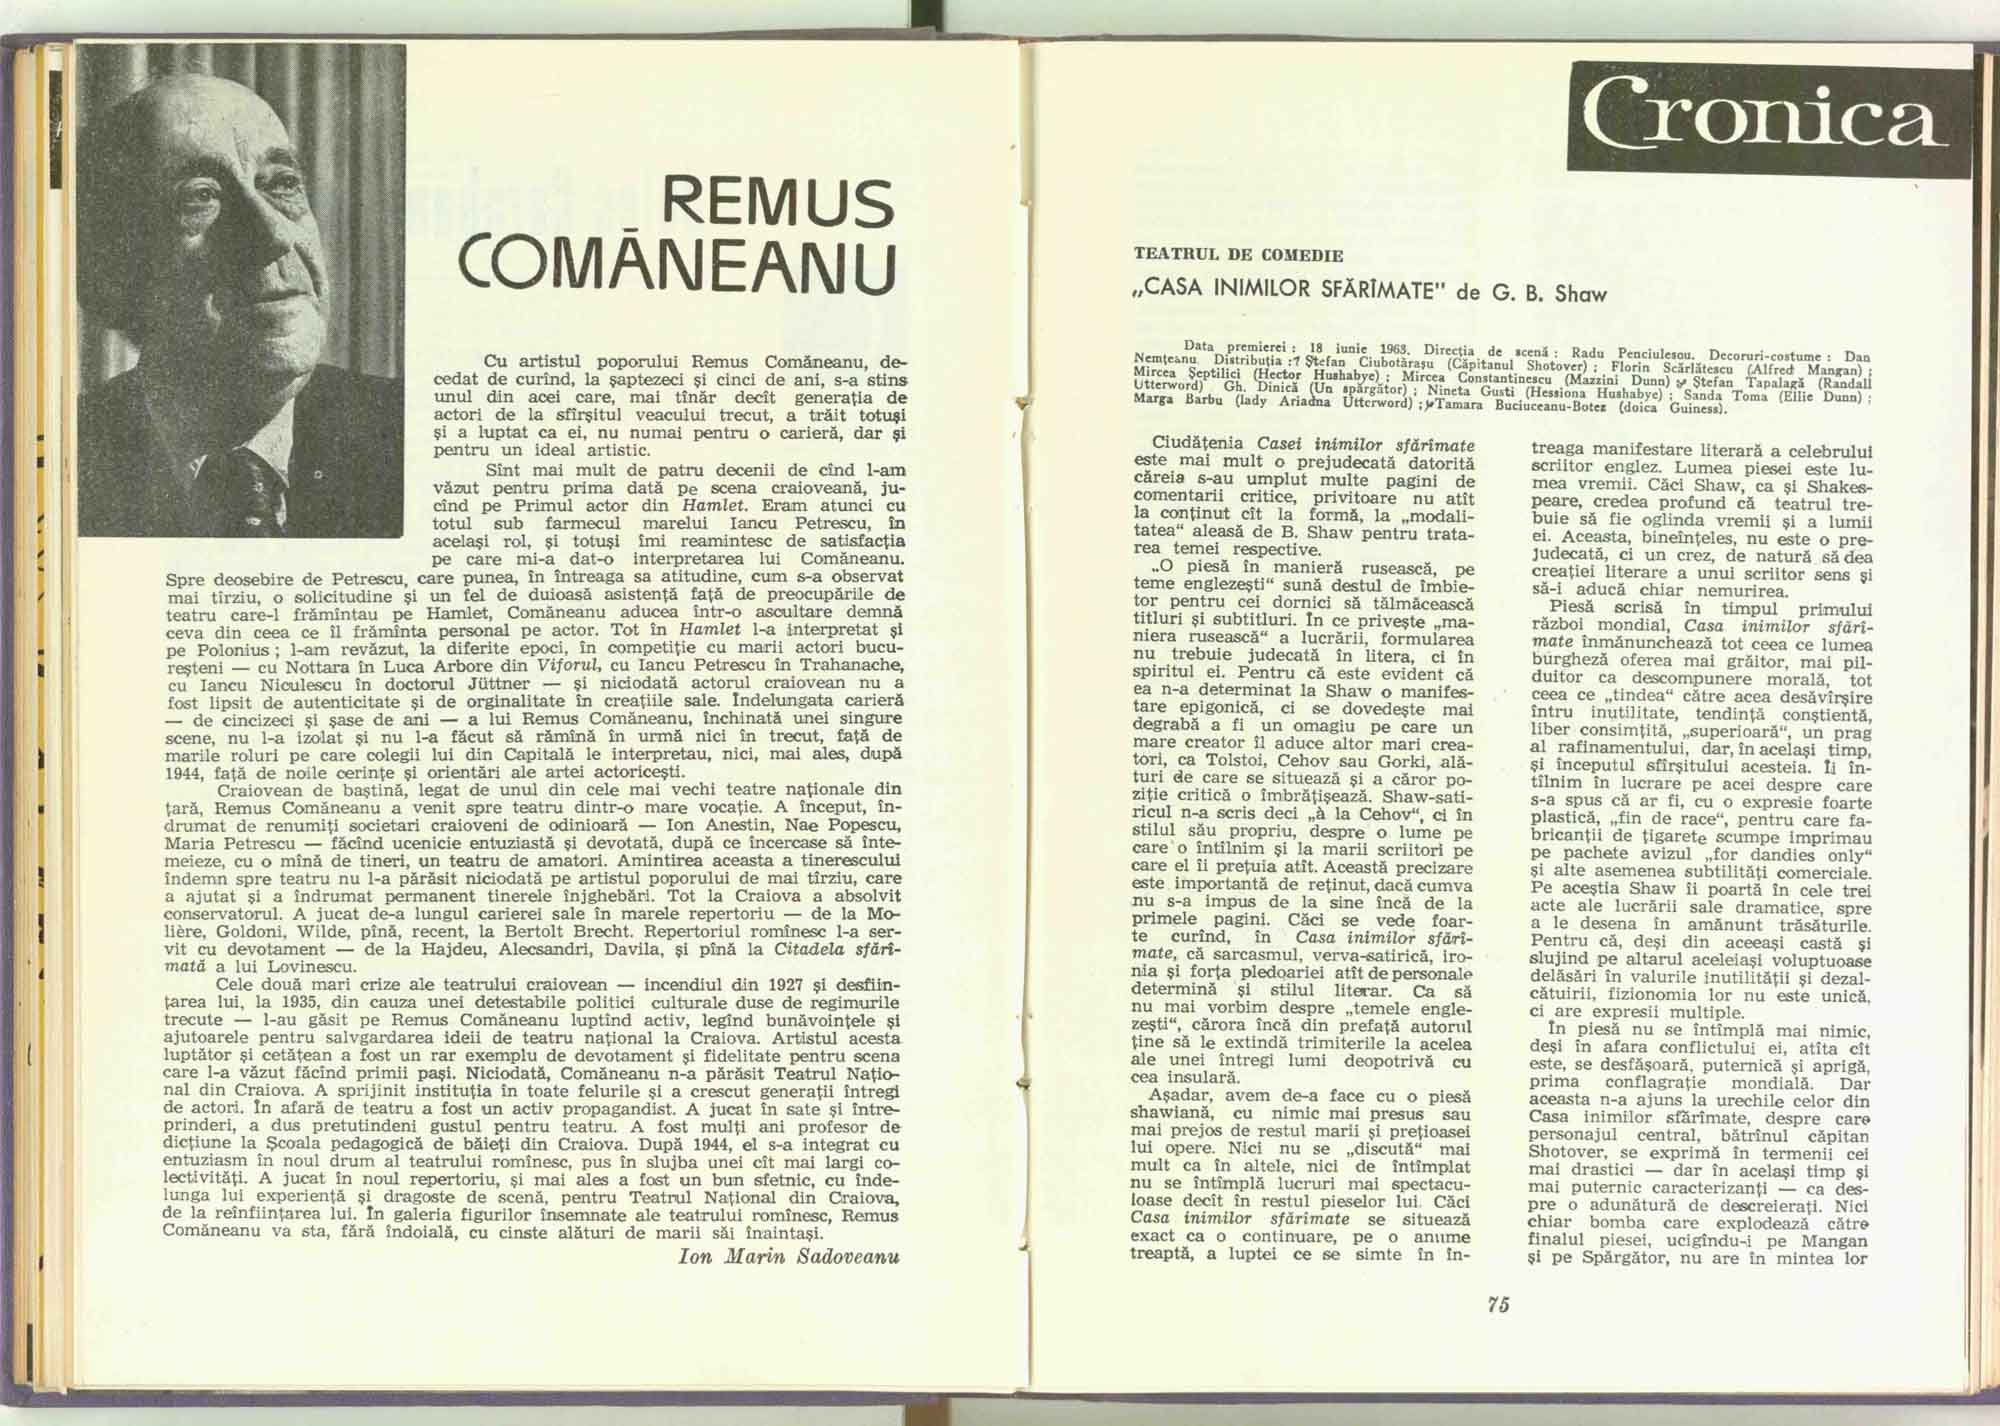 REMUS
COMĂNEANU
Cu artistul poporului Remus Comăneanu, de-
cedat de curînd, la șaptezeci și cinci de ani, s-a stins
unul din acei care, mai tînăr decît generația de
actori de la sfîrșitul veacului trecut, a trăit totuși
și a luptat ca ei, nu numai pentru o carieră, dar și
pentru un ideal artistic.
Sînt mai mult de patru decenii de cînd l-am
văzut pentru prima dată pe scena craioveană, ju-
cînd pe Primul actor din Hamlet. Eram atunci cu
totul sub farmecul marelui Iancu Petrescu, în
același rol, și totuși îmi reamintesc de satisfacția
pe care mi-a dat-o interpretarea lui Comăneanu.
Spre deosebire de Petrescu, care punea, în întreaga sa atitudine, cum s-a observat
mai tîrziu, o solicitudine și un fel de duioasă asistență față de preocupările de
teatru care-l frămîntau pe Hamlet, Comăneanu aducea într-o ascultare demnă
ceva din ceea ce îl frămînta personal pe actor. Tot în Hamlet l-a interpretat și
pe Polonius ; l-am revăzut, la diferite epoci, în competiție cu marii actori bucu-
reșteni — cu Nottara în Luca Arbore din Viforul, cu Iancu Petrescu în Trahanache,
cu Iancu Niculescu în doctorul Jüttner — și niciodată actorul craiovean nu a
fost lipsit de autenticitate și de orginalitate în creațiile sale. Îndelungata carieră
— de cincizeci și șase de ani — a lui Remus Comăneanu, închinată unei singure
scene, nu l-a izolat și nu l-a făcut să rămînă în urmă nici în trecut, față de
marile roluri pe care colegii lui din Capitală le interpretau, nici, mai ales, după
1944, față de noile cerințe și orientări ale artei actoricești.
Craiovean de baștină, legat de unul din cele mai vechi teatre naționale din
țară, Remus Comăneanu a venit spre teatru dintr-o mare vocație. A început, în-
drumat de renumiți societari craioveni de odinioară — Ion Anestin, Nae Popescu,
Maria Petrescu — făcînd ucenicie entuziastă și devotată, după ce încercase să înte-
meieze, cu o mînă de tineri, un teatru de amatori. Amintirea aceasta a tinerescului
îndemn spre teatru nu l-a părăsit niciodată pe artistul poporului de mai tîrziu, care
a ajutat și a îndrumat permanent tinerele înjghebări. Tot la Craiova a absolvit
conservatorul. A jucat de-a lungul carierei sale în marele repertoriu — de la Mo-
lière, Goldoni, Wilde, pînă, recent, la Bertolt Brecht. Repertoriul romînesc l-a ser-
vit cu devotament — de la Hajdeu, Alecsandri, Davila, și pînă la Citadela sfărî-
mată a lui Lovinescu.
Cele două mari crize ale teatrului craiovean — incendiul din 1927 și desfiin-
țarea lui, la 1935, din cauza unei detestabile politici culturale duse de regimurile
trecute — l-au găsit pe Remus Comăneanu luptînd activ, legînd bunăvoințele și
ajutoarele pentru salvgardarea ideii de teatru național la Craiova. Artistul acesta
luptător și cetățean a fost un rar exemplu de devotament și fidelitate pentru scena
care l-a văzut făcînd primii pași. Niciodată, Comăneanu n-a părăsit Teatrul Națio-
nal din Craiova. A sprijinit instituția în toate felurile și a crescut generații întregi
de actori. În afară de teatru a fost un activ propagandist. A jucat în sate și între-
prinderi, a dus pretutindeni gustul pentru teatru. A fost mulți ani profesor de
dicțiune la Școala pedagogică de băieți din Craiova. După 1944, el s-a integrat cu
entuziasm în noul drum al teatrului romînesc, pus în slujba unei cît mai largi co-
lectivități. A jucat în noul repertoriu, și mai ales a fost un bun sfetnic, cu înde-
lunga lui experiență și dragoste de scenă, pentru Teatrul Național din Craiova,
de la reînființarea lui. În galeria figurilor însemnate ale teatrului romînesc, Remus
Comăneanu va sta, fără îndoială, cu cinste alături de marii săi înaintași.
Ion Marin Sadoveanu
Cronica
TEATRUL DE COMEDIE
„CASA INIMILOR SFĂRÎMATE" de G. B. Shaw
Data premierei : 18 iunie 1963. Direcția de scenă : Radu Penciulescu. Decoruri-costume : Dan
Nemțeanu. Distribuția : Ștefan Ciubotărașu (Căpitanul Shotover) ; Florin Scărlătescu (Alfred Mangan) ;
Mircea Șeptilici (Hector Hushabye) ; Mircea Constantinescu (Mazzini Dunn) ; Ștefan Tapalagă (Randall
Utterword) Gh. Dinică (Un spărgător) ; Nineta Gusti (Hessiona Hushabye) ; Sanda Toma (Ellie Dunn) ;
Marga Barbu (lady Ariadna Utterword) ; Tamara Buciuceanu-Botez (doica Guiness).
Ciudățenia Casei inimilor sfărîmate
este mai mult o prejudecată datorită
căreia s-au umplut multe pagini de
comentarii critice, privitoare nu atît
la conținut cît la formă, la „modali-
tatea“ aleasă de B. Shaw pentru trata-
rea temei respective.
„O piesă în manieră rusească, pe
teme englezești“ sună destul de îmbie-
tor pentru cei dornici să tălmăcească
titluri și subtitluri. In ce privește „ma-
niera rusească“ a lucrării, formularea
nu trebuie judecată în litera, ci în
spiritul ei. Pentru că este evident că
ea n-a determinat la Shaw o manifes-
tare epigonică, ci se dovedește mai
degrabă a fi un omagiu pe care un
mare creator îl aduce altor mari crea-
tori, ca Tolstoi, Cehov sau Gorki, ală-
turi de care se situează și a căror po-
ziție critică o îmbrățișează. Shaw-sati-
ricul n-a scris deci „à la Cehov“, ci în
stilul său propriu, despre o lume pe
care o întîlnim și la marii scriitori pe
care el îi prețuia atît. Această precizare
este importantă de reținut, dacă cumva
nu s-a impus de la sine încă de la
primele pagini. Căci se vede foar-
te curînd, în Casa inimilor sfărî-
mate, că sarcasmul, verva-satirică, iro-
nia și forța pledoariei atît de personale
determină și stilul literar. Ca să
nu mai vorbim despre „temele engle-
zești“, cărora încă din prefață autorul
ține să le extindă trimiterile la acelea
ale unei întregi lumi deopotrivă cu
cea insulară.
Așadar, avem de-a face cu o piesă
shawiană, cu nimic mai presus sau
mai prejos de restul marii și prețioasei
lui opere. Nici nu se „discută“ mai
mult ca în altele, nici de întîmplat
nu se întîmplă lucruri mai spectacu-
loase decît în restul pieselor lui. Căci
Casa inimilor sfărîmate se situează
exact ca o continuare, pe o anume
treaptă, a luptei ce se simte în în-
treaga manifestare literară a celebrului
scriitor englez. Lumea piesei este lu-
mea vremii. Căci Shaw, ca și Shakes-
peare, credea profund că teatrul tre-
buie să fie oglinda vremii și a lumii
ei. Aceasta, bineînțeles, nu este o pre-
judecată, ci un crez, de natură să dea
creației literare a unui scriitor sens și
să-i aducă chiar nemurirea.
Piesă scrisă în timpul primului
război mondial, Casa inimilor sfărî-
mate înmănunchează tot ceea ce lumea
burgheză oferea mai grăitor, mai pil-
duitor ca descompunere morală, tot
ceea ce „tindea“ către acea desăvîrșire
întru inutilitate, tendință conștientă,
liber consimțită, „superioară“, un prag
al rafinamentului, dar, în același timp,
și începutul sfîrșitului acesteia. Îi în-
tîlnim în lucrare pe acei despre care
s-a spus că ar fi, cu o expresie foarte
plastică, „fin de race“, pentru care fa-
bricanții de țigarete scumpe imprimau
pe pachete avizul „for dandies only“
și alte asemenea subtilități comerciale.
Pe aceștia Shaw îi poartă în cele trei
acte ale lucrării sale dramatice, spre
a le desena în amănunt trăsăturile.
Pentru că, deși din aceeași castă și
slujind pe altarul aceleiași voluptuoase
delăsări în valurile inutilității și dezal-
cătuirii, fizionomia lor nu este unică,
ci are expresii multiple.
În piesă nu se întîmplă mai nimic,
deși în afara conflictului ei, atîta cît
este, se desfășoară, puternică și aprigă,
prima conflagrație mondială. Dar
aceasta n-a ajuns la urechile celor din
Casa inimilor sfărîmate, despre care
personajul central, bătrînul căpitan
Shotover, se exprimă în termenii cei
mai drastici — dar în același timp și
mai puternic caracterizanți — ca des-
pre o adunătură de descreierați. Nici
chiar bomba care explodează către
finalul piesei, ucigîndu-i pe Mangan
și pe Spărgător, nu are în mintea lor
75